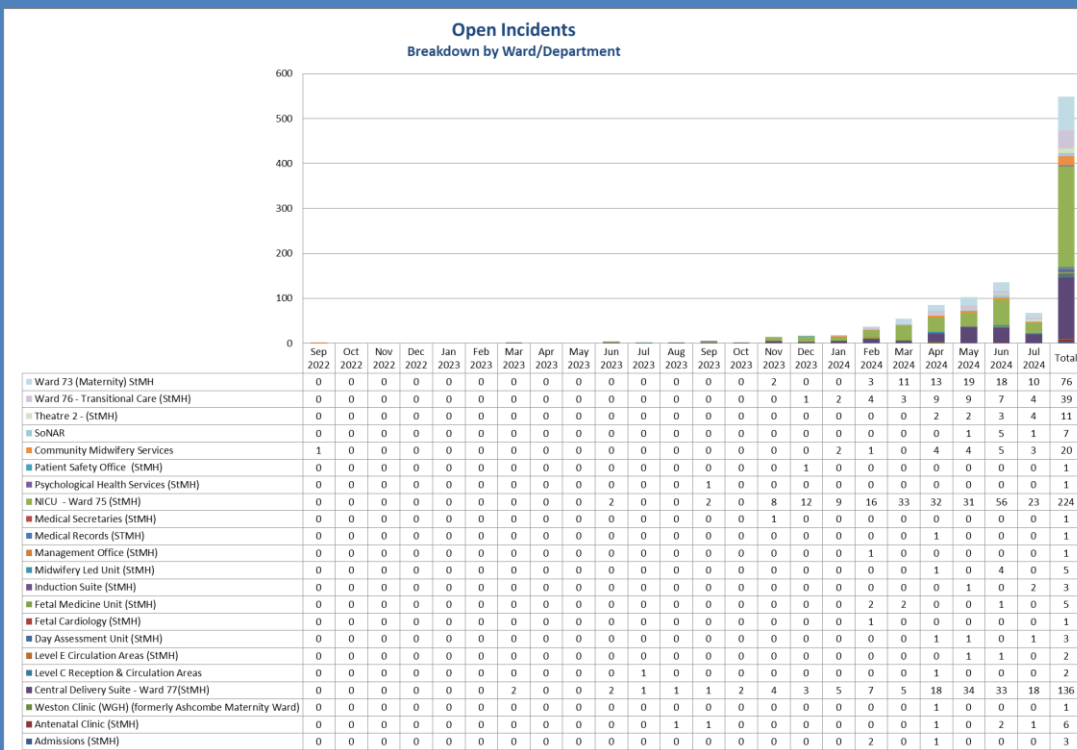 Open Incidents
Breakdown by Ward/Department
600
500
400
300
200
100
0
Sep 2022 Oct 2022 Nov 2022 Dec 2022 Jan 2023 Feb 2023 Mar 2023 Apr 2023 May 2023 Jun 2023 Jul 2023 Aug 2023 Sep 2023 Oct 2023 Nov 2023 Dec 2023 Jan 2024 Feb 2024 Mar 2024 Apr 2024 May 2024 Jun 2024 Jul 2024 Total
Ward 73 (Maternity) StMH 0 0 0 0 0 0 0 0 0 0 0 0 0 0 2 0 0 3 11 13 19 18 10 76
Ward 76 - Transitional Care (StMH) 0 0 0 0 0 0 0 0 0 0 0 0 0 0 0 1 2 4 3 9 9 7 4 39
Theatre 2 - (StMH) 0 0 0 0 0 0 0 0 0 0 0 0 0 0 0 0 0 0 0 2 2 3 4 11
SoNAR 0 0 0 0 0 0 0 0 0 0 0 0 0 0 0 0 0 0 0 0 1 5 1 7
Community Midwifery Services 1 0 0 0 0 0 0 0 0 0 0 0 0 0 0 0 2 1 0 4 4 5 3 20
Patient Safety Office (StMH) 0 0 0 0 0 0 0 0 0 0 0 0 0 0 0 1 0 0 0 0 0 0 0 1
Psychological Health Services (StMH) 0 0 0 0 0 0 0 0 0 0 0 0 1 0 0 0 0 0 0 0 0 0 0 1
NICU - Ward 75 (StMH) 0 0 0 0 0 0 0 0 0 2 0 0 2 0 8 12 9 16 33 32 31 56 23 224
Medical Secretaries (StMH) 0 0 0 0 0 0 0 0 0 0 0 0 0 0 1 0 0 0 0 0 0 0 0 1
Medical Records (STMH) 0 0 0 0 0 0 0 0 0 0 0 0 0 0 0 0 0 0 0 1 0 0 0 1
Management Office (StMH) 0 0 0 0 0 0 0 0 0 0 0 0 0 0 0 0 0 1 0 0 0 0 0 1
Midwifery Led Unit (StMH) 0 0 0 0 0 0 0 0 0 0 0 0 0 0 0 0 0 0 0 1 0 4 0 5
Induction Suite (StMH) 0 0 0 0 0 0 0 0 0 0 0 0 0 0 0 0 0 0 0 0 1 0 2 3
Fetal Medicine Unit (StMH) 0 0 0 0 0 0 0 0 0 0 0 0 0 0 0 0 0 2 2 0 0 1 0 5
Fetal Cardiology (StMH) 0 0 0 0 0 0 0 0 0 0 0 0 0 0 0 0 0 1 0 0 0 0 0 1
Day Assessment Unit (StMH) 0 0 0 0 0 0 0 0 0 0 0 0 0 0 0 0 0 0 0 1 1 0 1 3
Level E Circulation Areas (StMH) 0 0 0 0 0 0 0 0 0 0 0 0 0 0 0 0 0 0 0 0 1 1 0 2
Level C Reception & Circulation Areas 0 0 0 0 0 0 0 0 0 0 1 0 0 0 0 0 0 0 0 1 0 0 0 2
Central Delivery Suite - Ward 77(StMH) 0 0 0 0 0 0 2 0 0 2 1 1 1 2 4 3 5 7 5 18 34 33 18 136
Weston Clinic (WGH) (formerly Ashcombe Maternity Ward) 0 0 0 0 0 0 0 0 0 0 0 0 0 0 0 0 0 0 0 1 0 0 0 1
Antenatal Clinic (StMH) 0 0 0 0 0 0 0 0 0 0 0 1 1 0 0 0 0 0 0 1 0 2 1 6
Admissions (StMH) 0 0 0 0 0 0 0 0 0 0 0 0 0 0 0 0 0 2 0 1 0 0 0 3